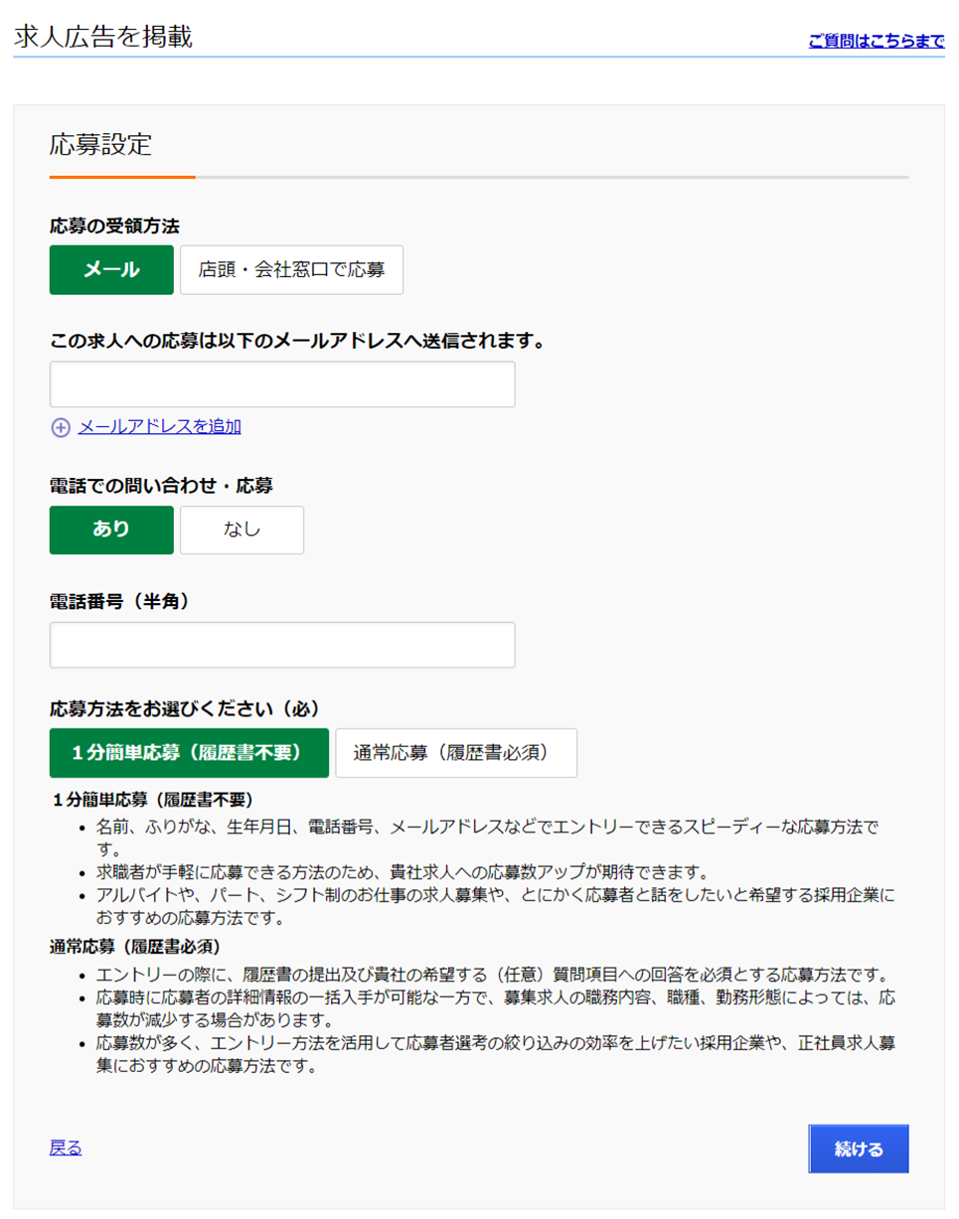 求人広告を掲載
ご質問はこちらまで
応募設定
応募の受領方法
メール
店頭・会社窓口で応募
この求人への応募は以下のメールアドレスへ送信されます。
メールアドレスを追加
電話での問い合わせ・応募
あり
なし
電話番号（半角）
応募方法をお選びください（必）
１分簡単応募（履歴書不要）
通常応募（履歴書必須）
１分簡単応募（履歴書不要）
• 名前、ふりがな、生年月日、電話番号、メールアドレスなどでエントリーできるスピーディーな応募方法で
す。
• 求職者が手軽に応募できる方法のため、貴社求人への応募数アップが期待できます。
• アルバイトや、パート、シフト制のお仕事の求人募集や、とにかく応募者と話をしたいと希望する採用企業に
おすすめの応募方法です。
通常応募（履歴書必須）
• エントリーの際に、履歴書の提出及び貴社の希望する（任意）質問項目への回答を必須とする応募方法です。
• 応募時に応募者の詳細情報の一括入手が可能な一方で、募集求人の職務内容、職種、勤務形態によっては、応
募数が減少する場合があります。
• 応募数が多く、エントリー方法を活用して応募者選考の絞り込みの効率を上げたい採用企業や、正社員求人募
集におすすめの応募方法です。
戻る
続ける